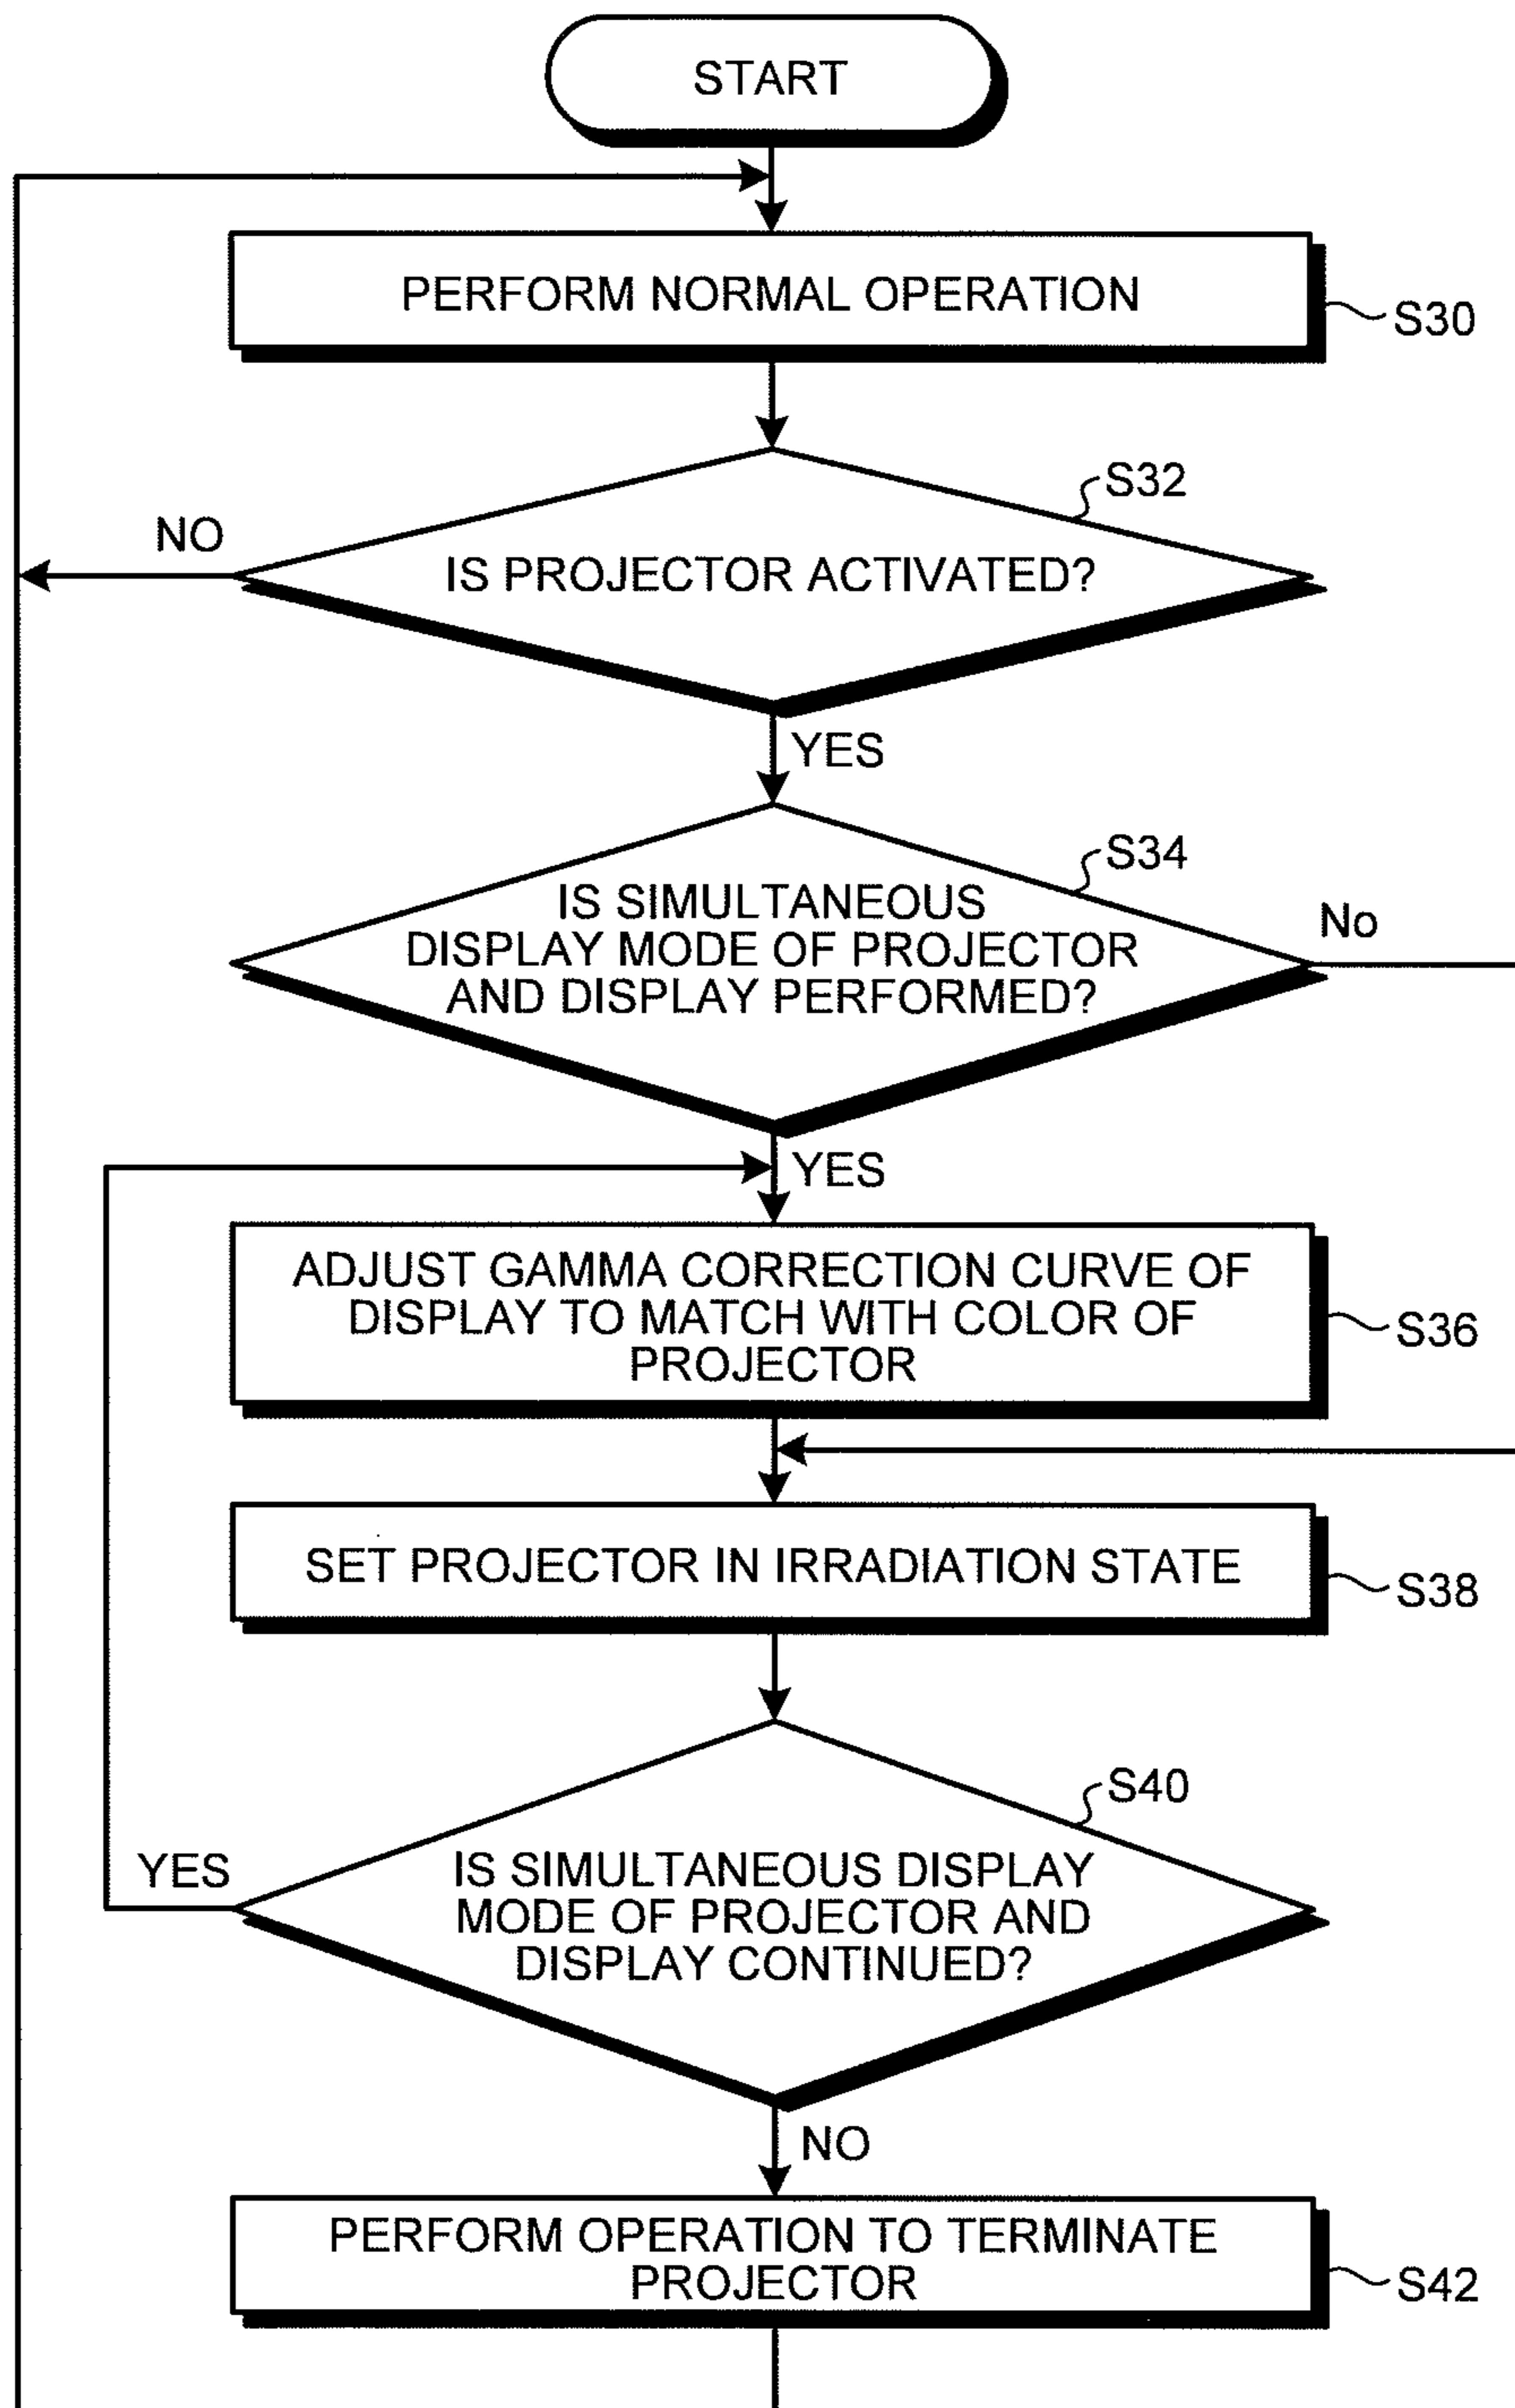 START
PERFORM NORMAL OPERATION
S30
S32
NO
IS PROJECTOR ACTIVATED?
YES
S34
IS SIMULTANEOUS
DISPLAY MODE OF PROJECTOR
AND DISPLAY PERFORMED?
No
YES
ADJUST GAMMA CORRECTION CURVE OF
DISPLAY TO MATCH WITH COLOR OF
PROJECTOR
S36
SET PROJECTOR IN IRRADIATION STATE
S38
S40
YES
IS SIMULTANEOUS DISPLAY
MODE OF PROJECTOR AND
DISPLAY CONTINUED?
NO
PERFORM OPERATION TO TERMINATE
PROJECTOR
S42